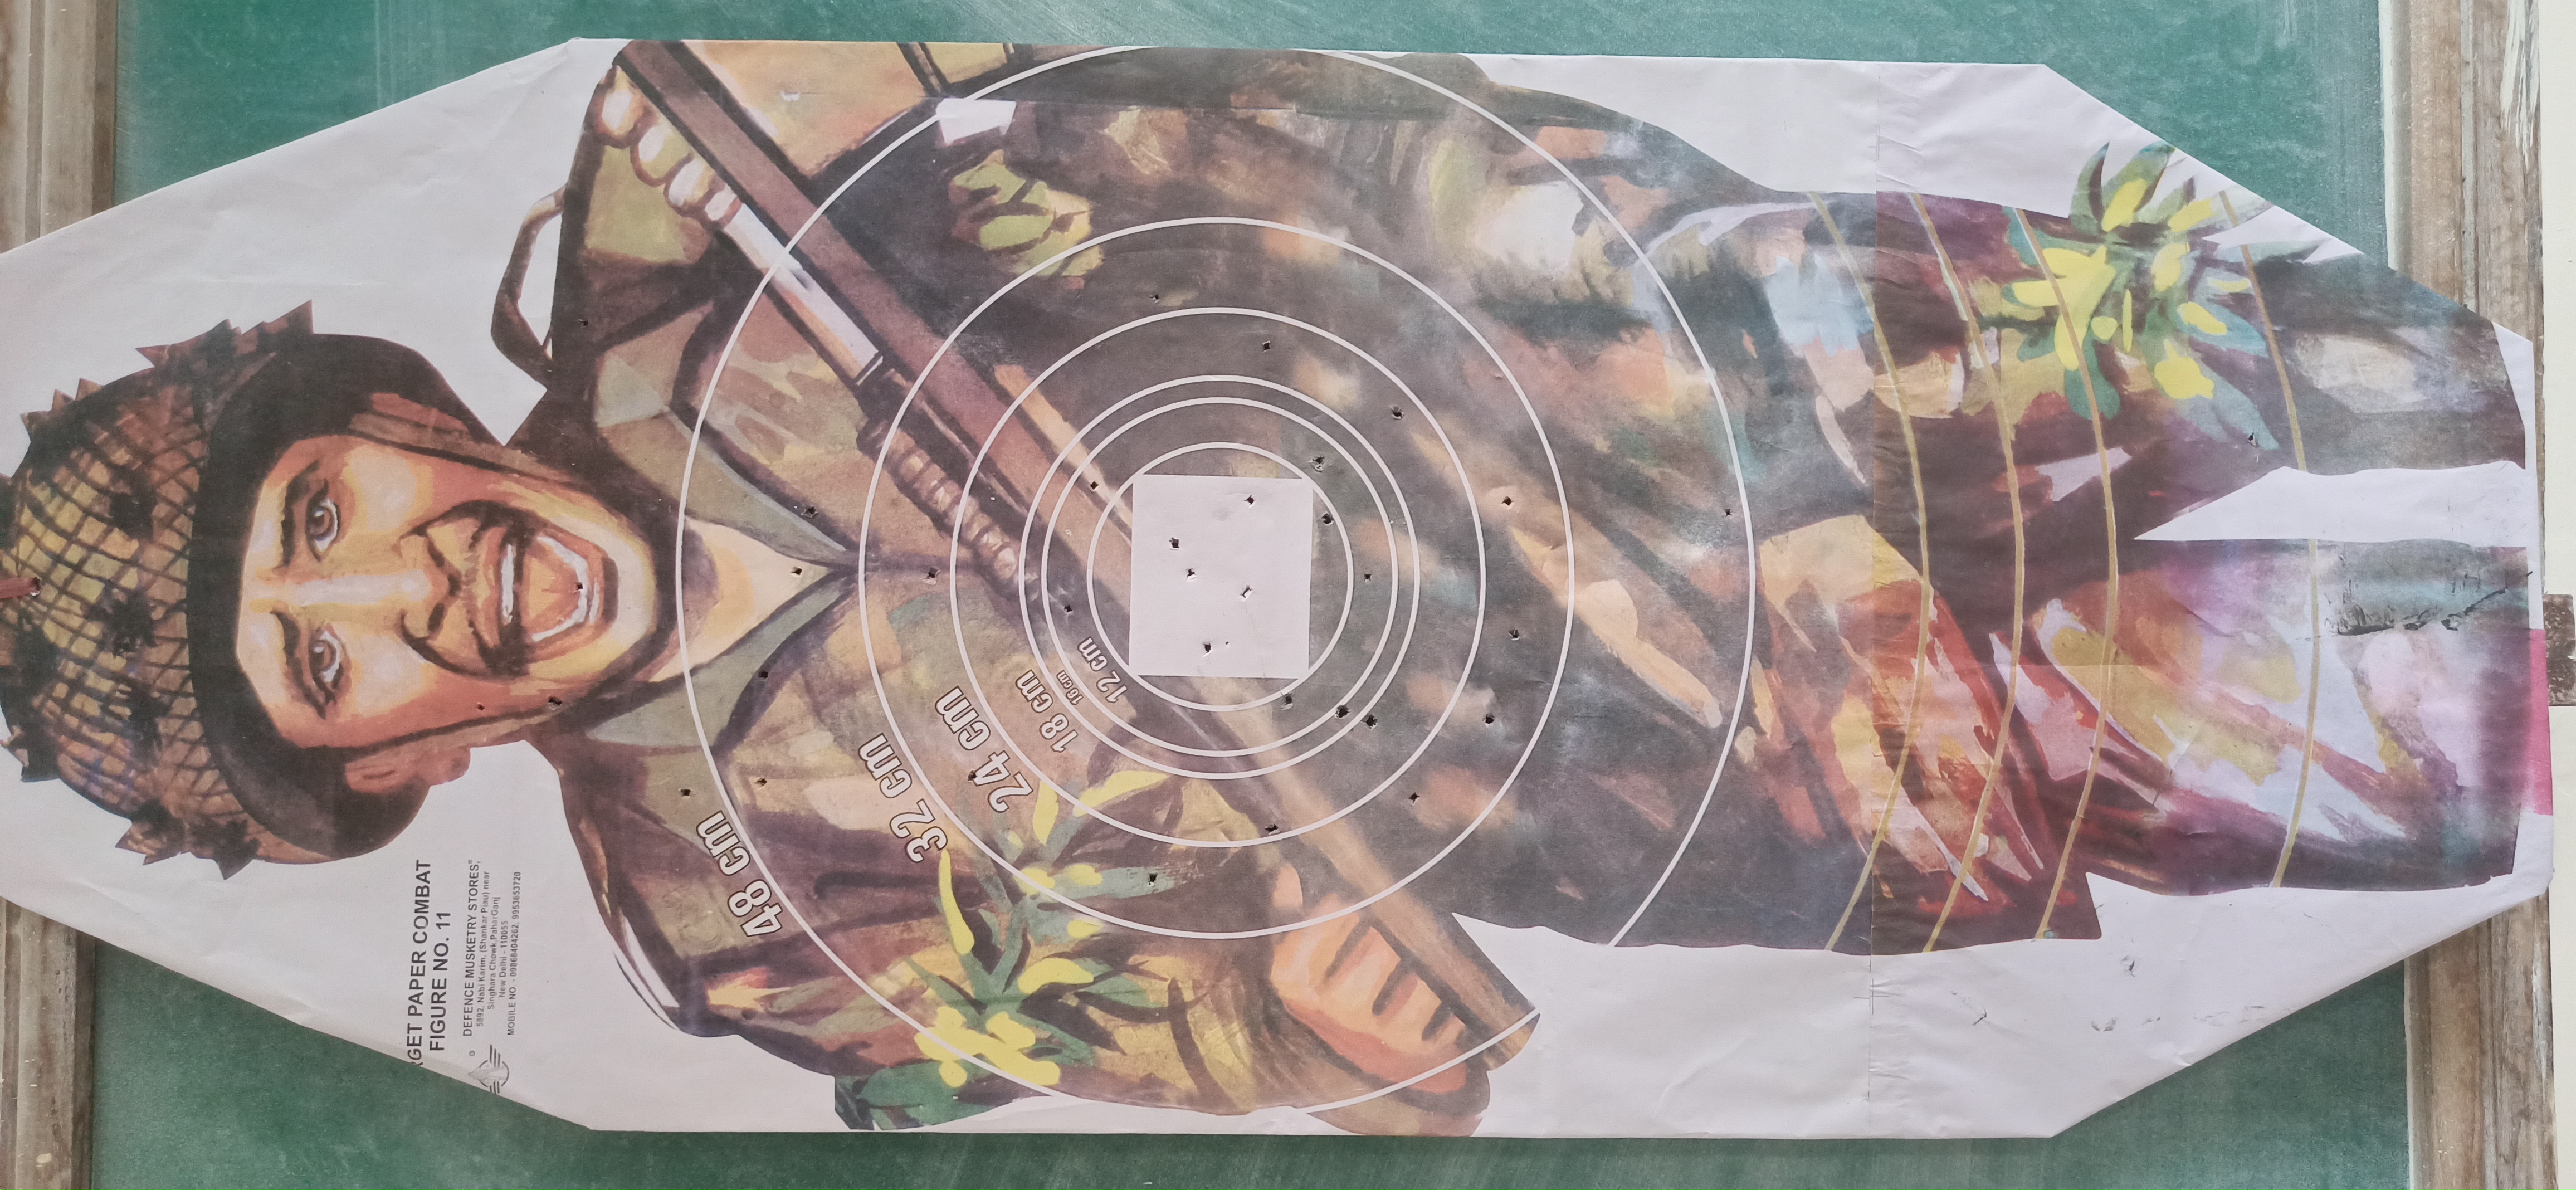 RGET PAPER COMBAT
FIGURE NO. 11
DEFENCE MUSKETRY STORES
5892, Nabi Karim, (Shankar Piau) near
Singhara Chowk,PaharGanj
New Delhi - 110055
MOBILE NO. - 09868404262, 9953653720
48 cm
32 cm
24 cm
18 cm
16 cm
12 cm